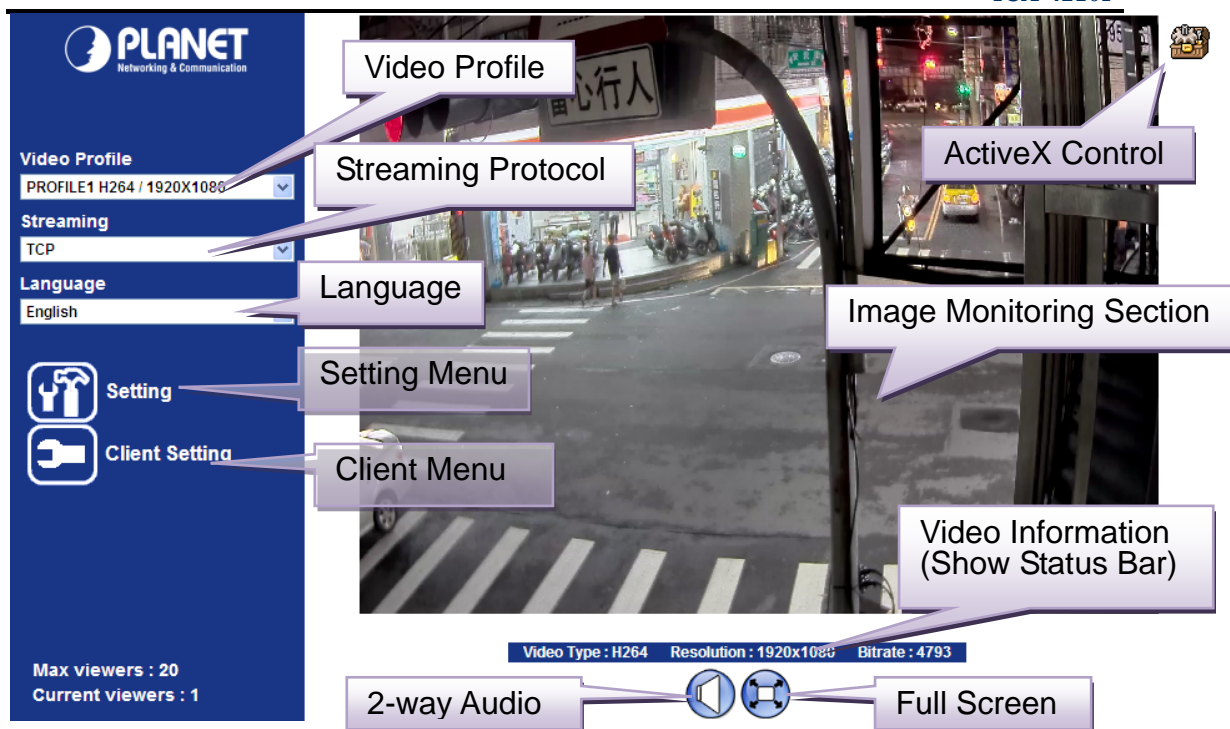 PLANET
Networking & Communication
Video Profile
PROFILE1 H264 / 1920X1080
Streaming
TCP
Language
English
Setting
Client Setting
Max viewers : 20
Current viewers : 1
Video Profile
Streaming Protocol
Language
Setting Menu
Client Menu
ActiveX Control
Image Monitoring Section
Video Information
(Show Status Bar)
心行人
Video Type : H264 Resolution : 1920x1080 Bitrate : 4793
2-way Audio
Full Screen